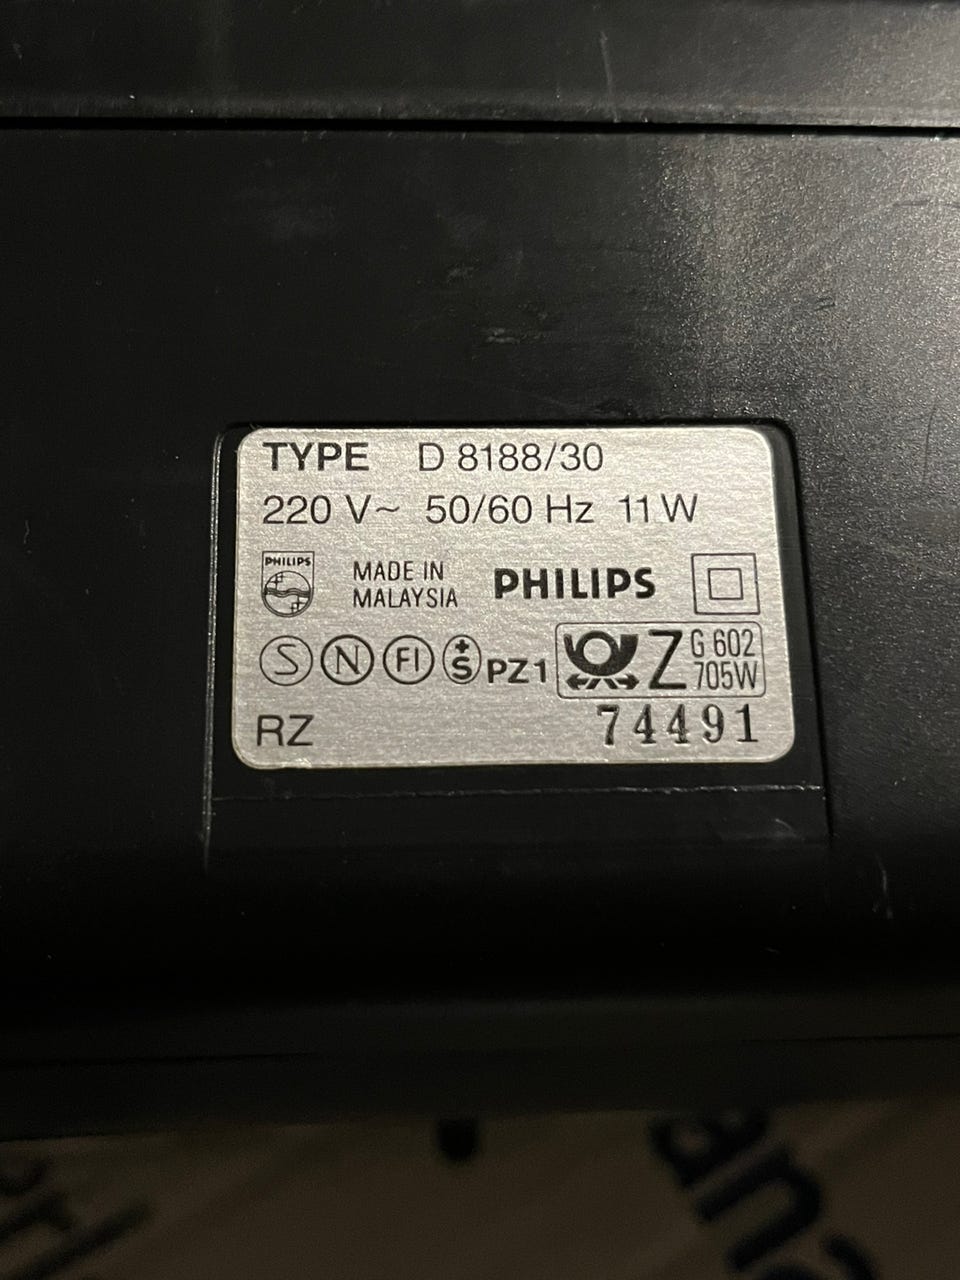 TYPE D 8188/30
220 V~ 50/60 Hz 11 W
PHILIPS
MADE IN
MALAYSIA
PHILIPS
S N FI +S PZ1
Z G 602
705W
RZ 74491